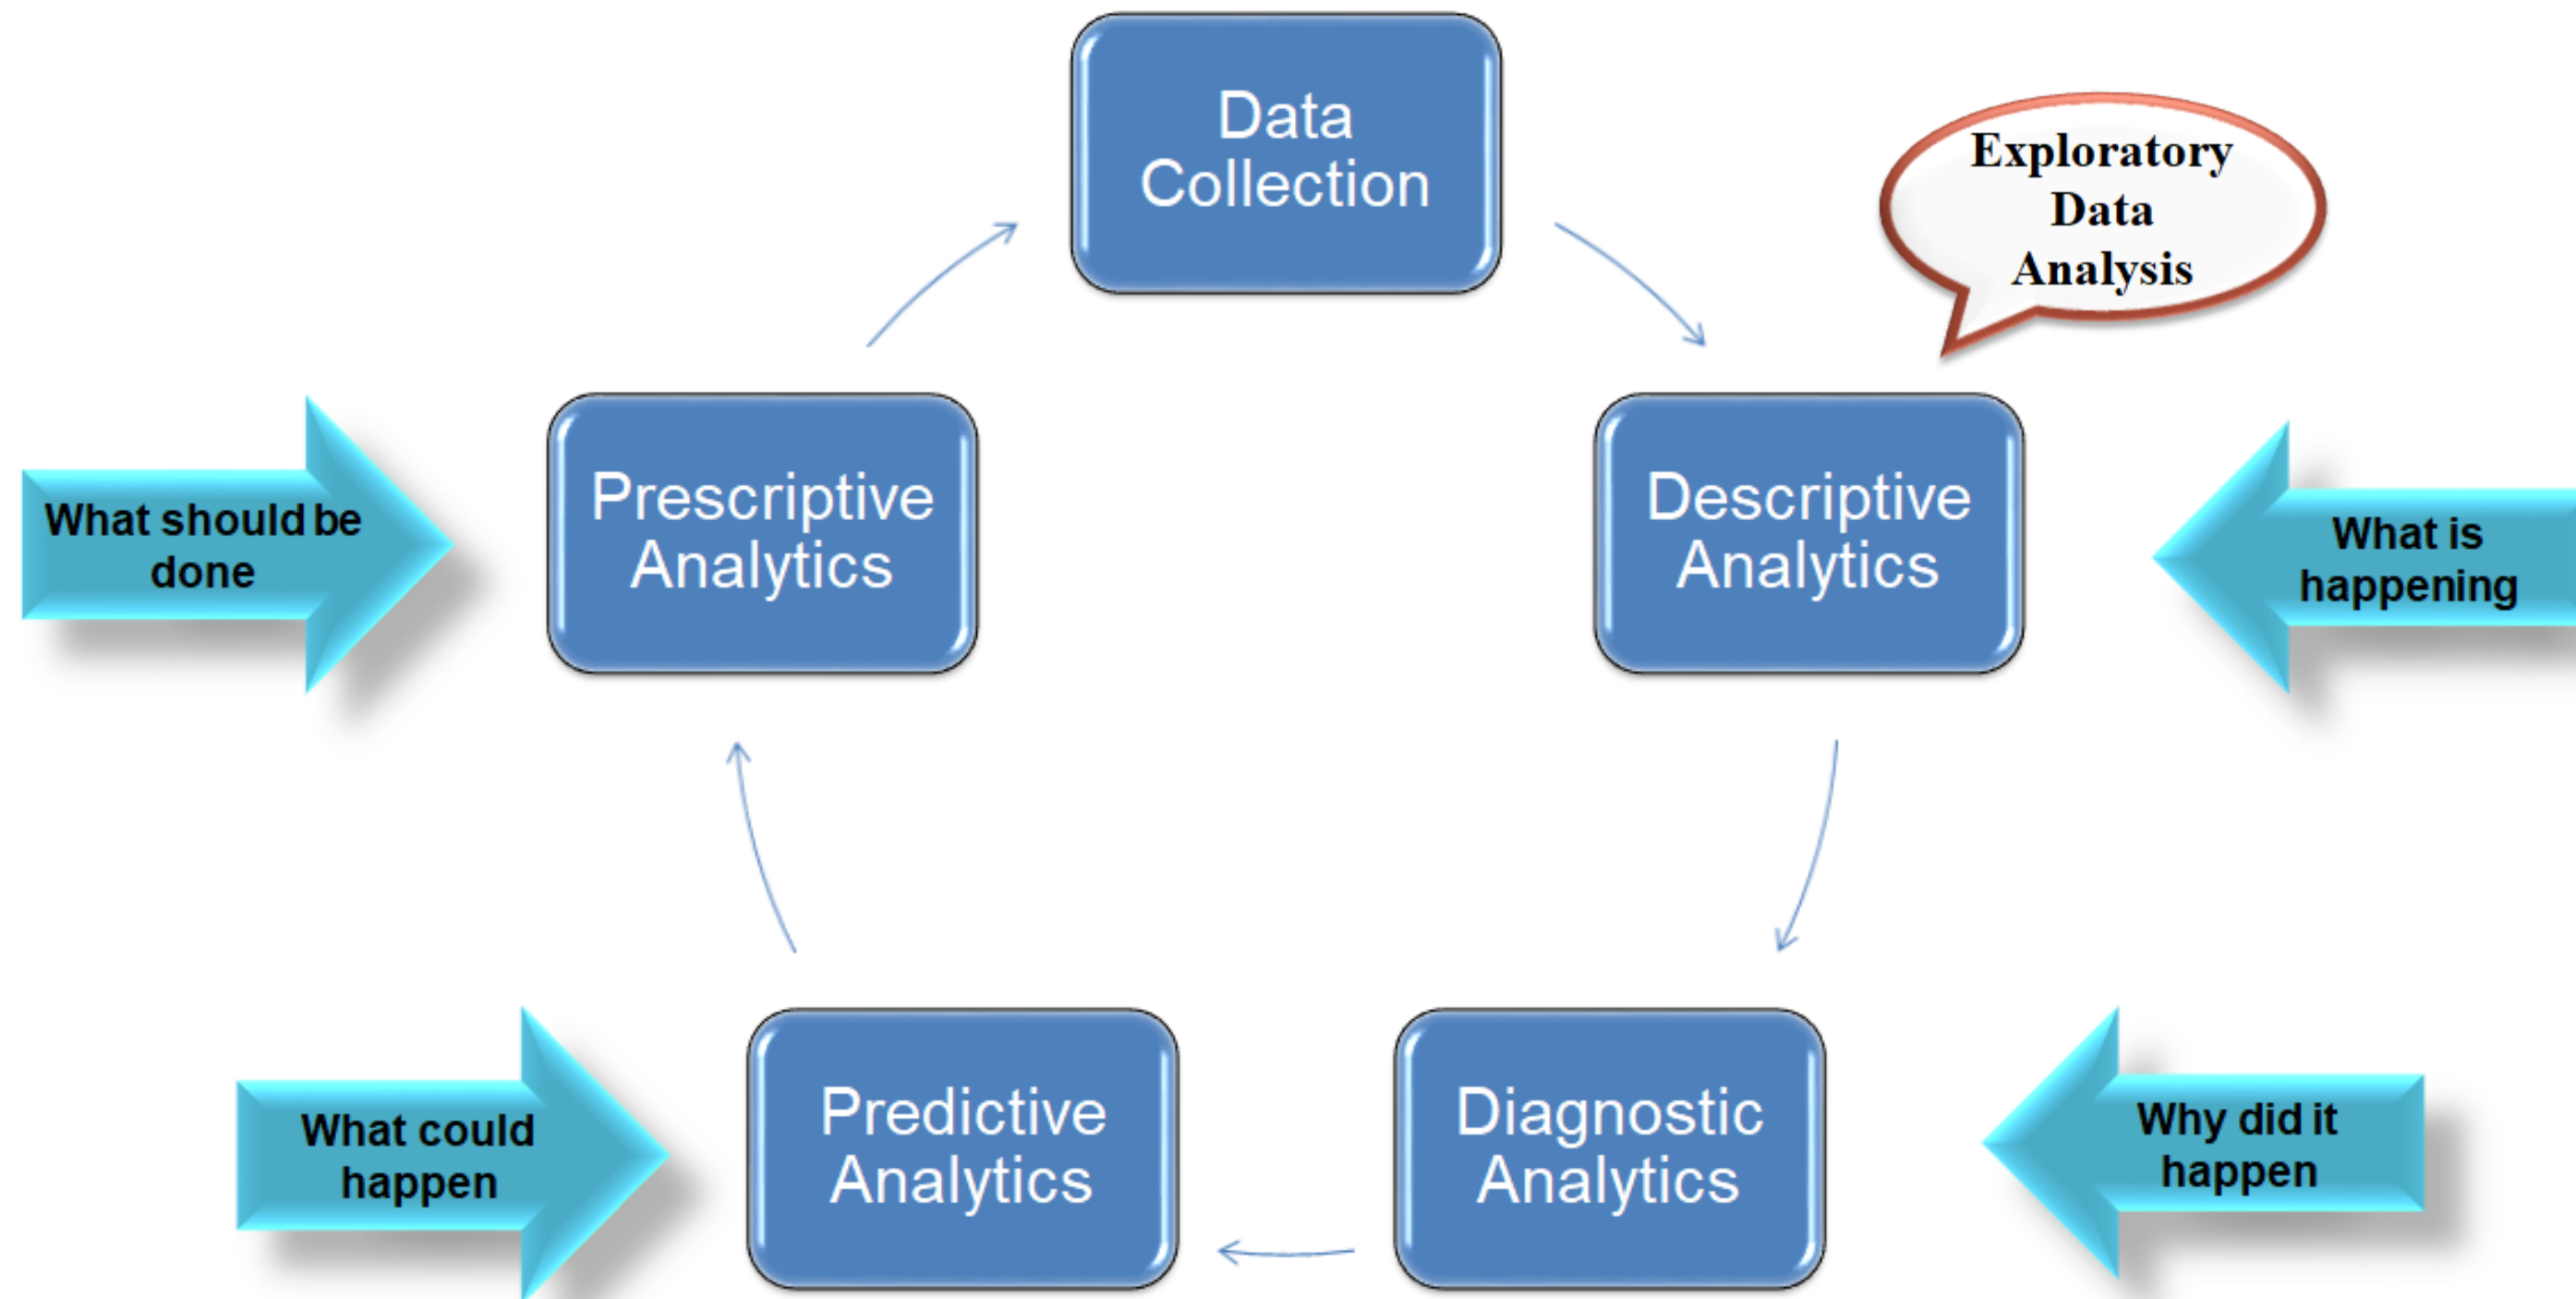 Data
Collection
Exploratory
Data
Analysis
What should be
done
Prescriptive
Analytics
Descriptive
Analytics
What is
happening
What could
happen
Predictive
Analytics
Diagnostic
Analytics
Why did it
happen